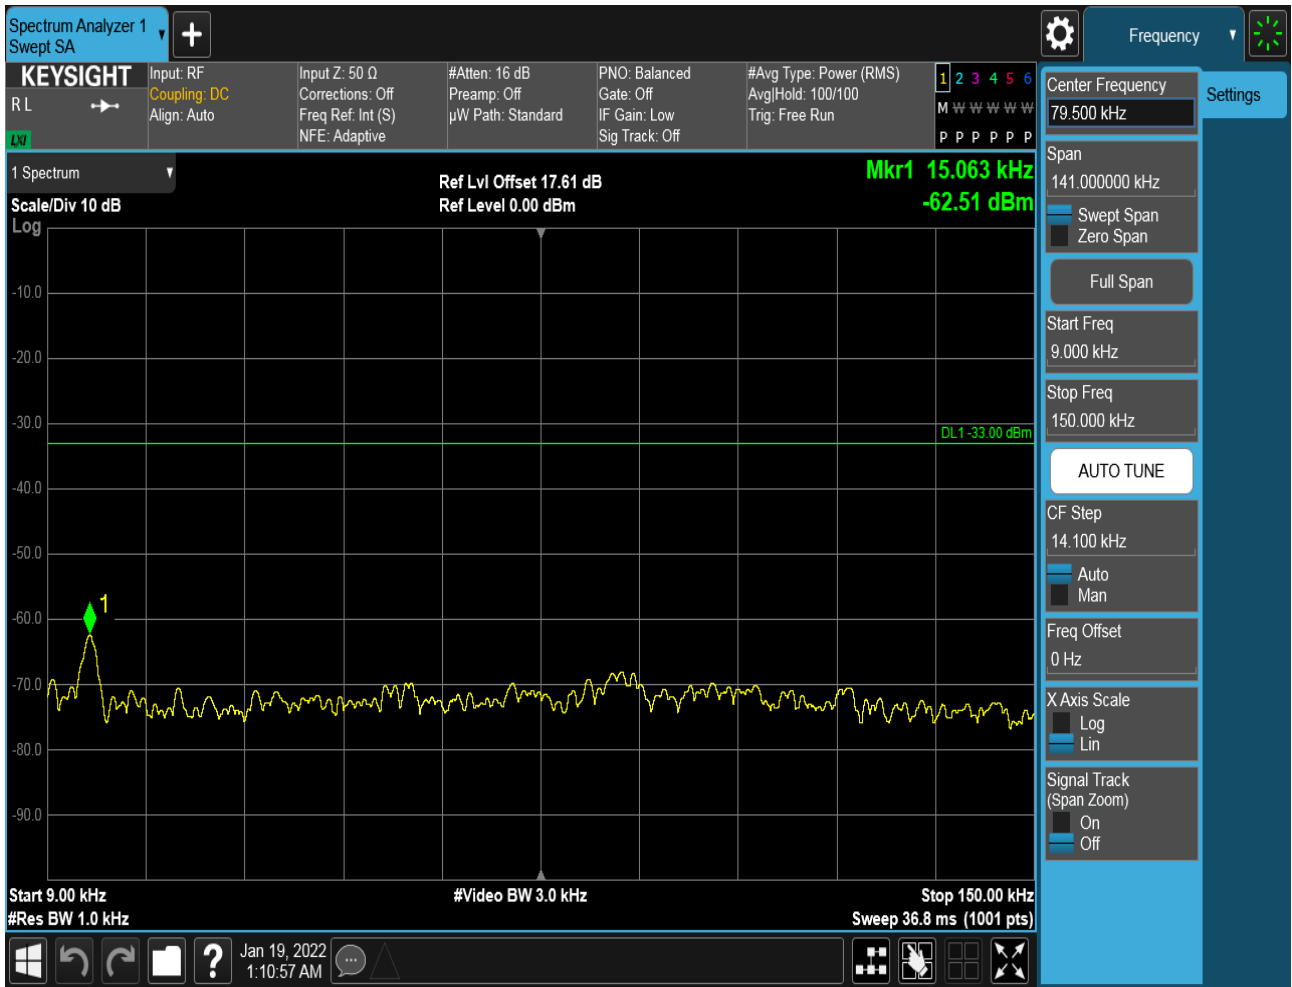 Spectrum Analyzer 1
Swept SA
Frequency
KEYSIGHT
R L
LXI
Input: RF
Coupling: DC
Align: Auto
Input Z: 50 Ω
Corrections: Off
Freq Ref: Int (S)
NFE: Adaptive
#Atten: 16 dB
Preamp: Off
µW Path: Standard
PNO: Balanced
Gate: Off
IF Gain: Low
Sig Track: Off
#Avg Type: Power (RMS)
Avg|Hold: 100/100
Trig: Free Run
1 2 3 4 5 6
M W W W W W
P P P P P P
1 Spectrum
Scale/Div 10 dB
Log
Ref Lvl Offset 17.61 dB
Ref Level 0.00 dBm
Mkr1 15.063 kHz
-62.51 dBm
-10.0
-20.0
-30.0
DL1 -33.00 dBm
-40.0
-50.0
1
-60.0
-70.0
-80.0
-90.0
Start 9.00 kHz
#Res BW 1.0 kHz
#Video BW 3.0 kHz
Stop 150.00 kHz
Sweep 36.8 ms (1001 pts)
Center Frequency
79.500 kHz
Settings
Span
141.000000 kHz
Swept Span
Zero Span
Full Span
Start Freq
9.000 kHz
Stop Freq
150.000 kHz
AUTO TUNE
CF Step
14.100 kHz
Auto
Man
Freq Offset
0 Hz
X Axis Scale
Log
Lin
Signal Track
(Span Zoom)
On
Off
?
Jan 19, 2022
1:10:57 AM